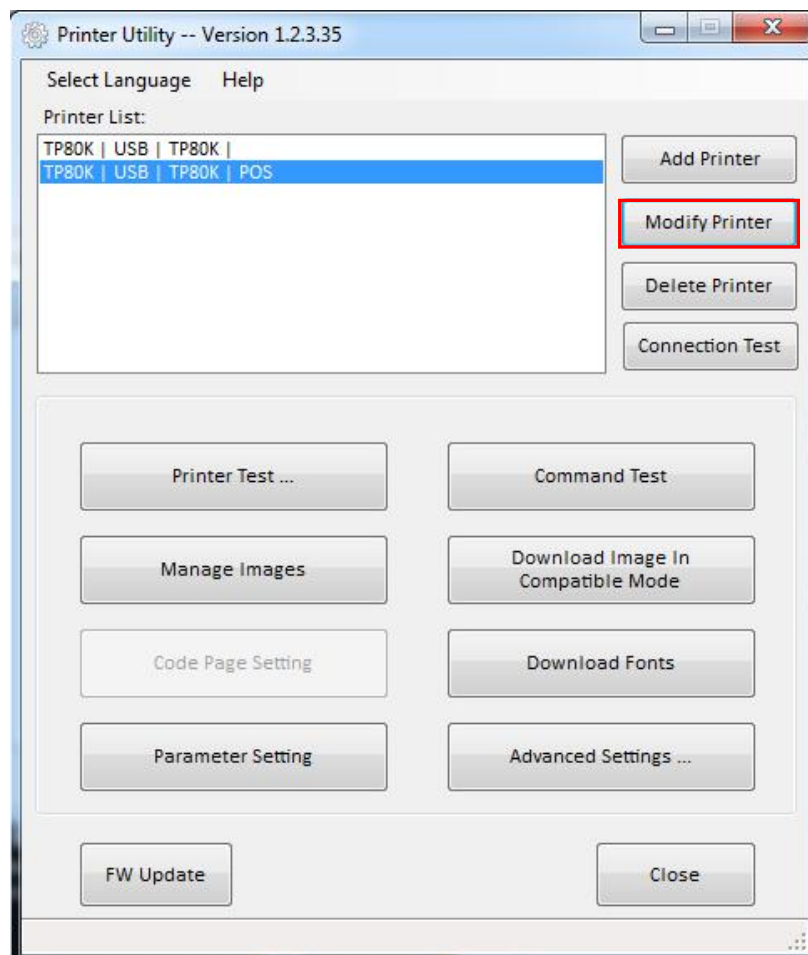 Printer Utility -- Version 1.2.3.35
Select Language Help
Printer List:
TP80K | USB | TP80K |
TP80K | USB | TP80K | POS
Add Printer
Modify Printer
Delete Printer
Connection Test
Printer Test ...
Command Test
Manage Images
Download Image In
Compatible Mode
Code Page Setting
Download Fonts
Parameter Setting
Advanced Settings ...
FW Update
Close